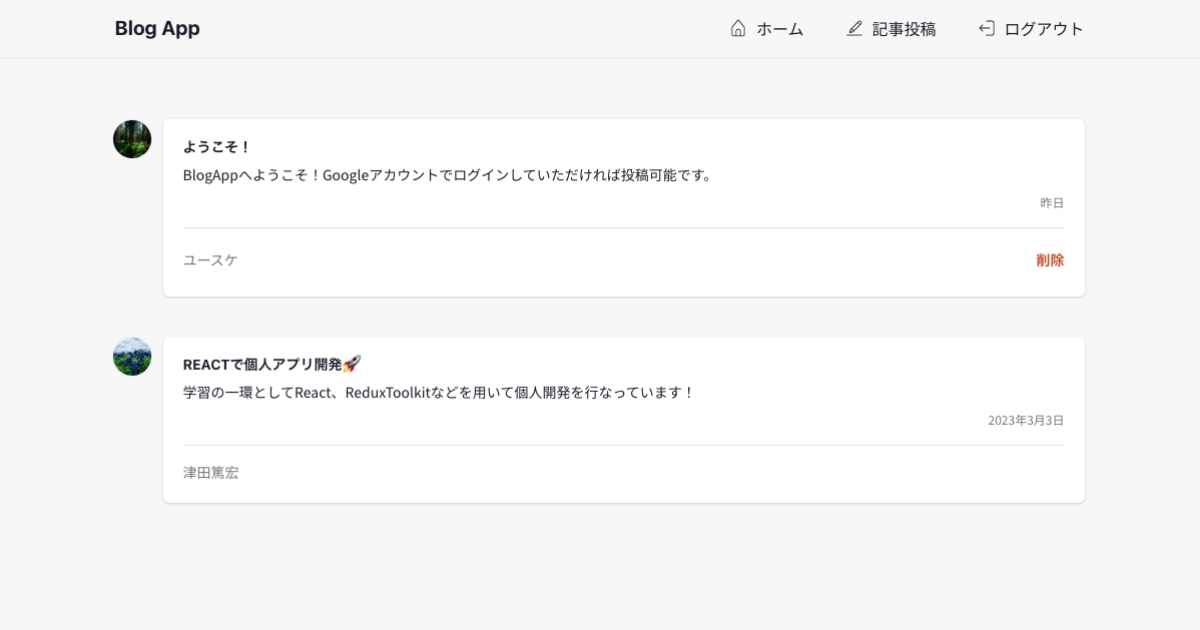 Blog App
ホーム
記事投稿
ログアウト
ようこそ！
BlogAppへようこそ！Googleアカウントでログインしていただければ投稿可能です。
昨日
ユースケ
削除
REACTで個人アプリ開発🚀
学習の一環としてReact、ReduxToolkitなどを用いて個人開発を行なっています！
2023年3月3日
津田篤宏